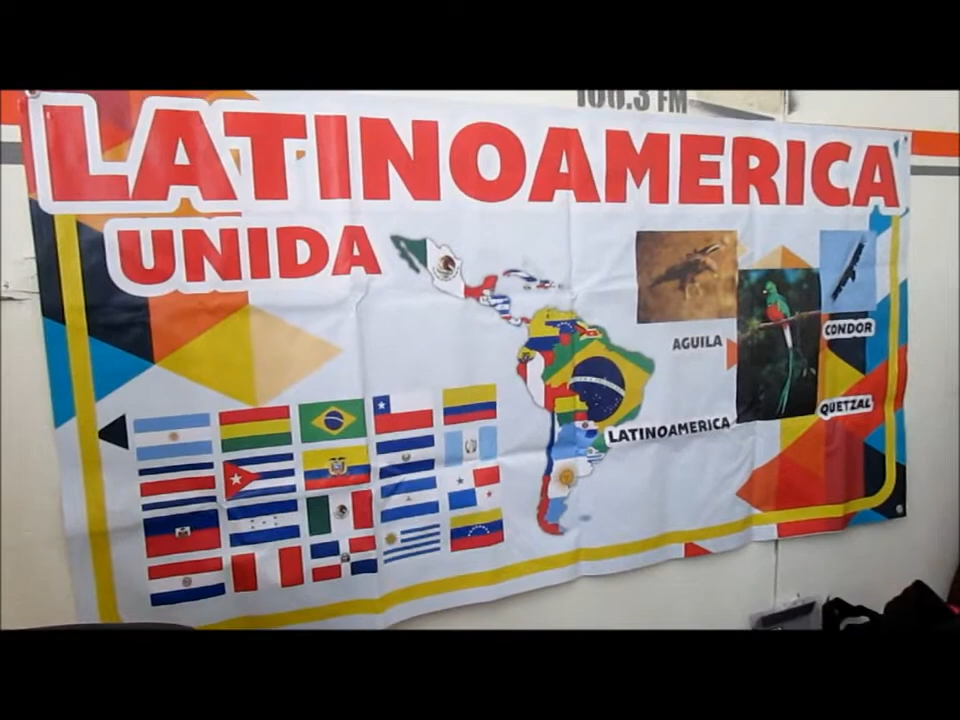 100.3 FM
LATINOAMERICA
UNIDA
AGUILA
CONDOR
QUETZAL
LATINOAMERICA